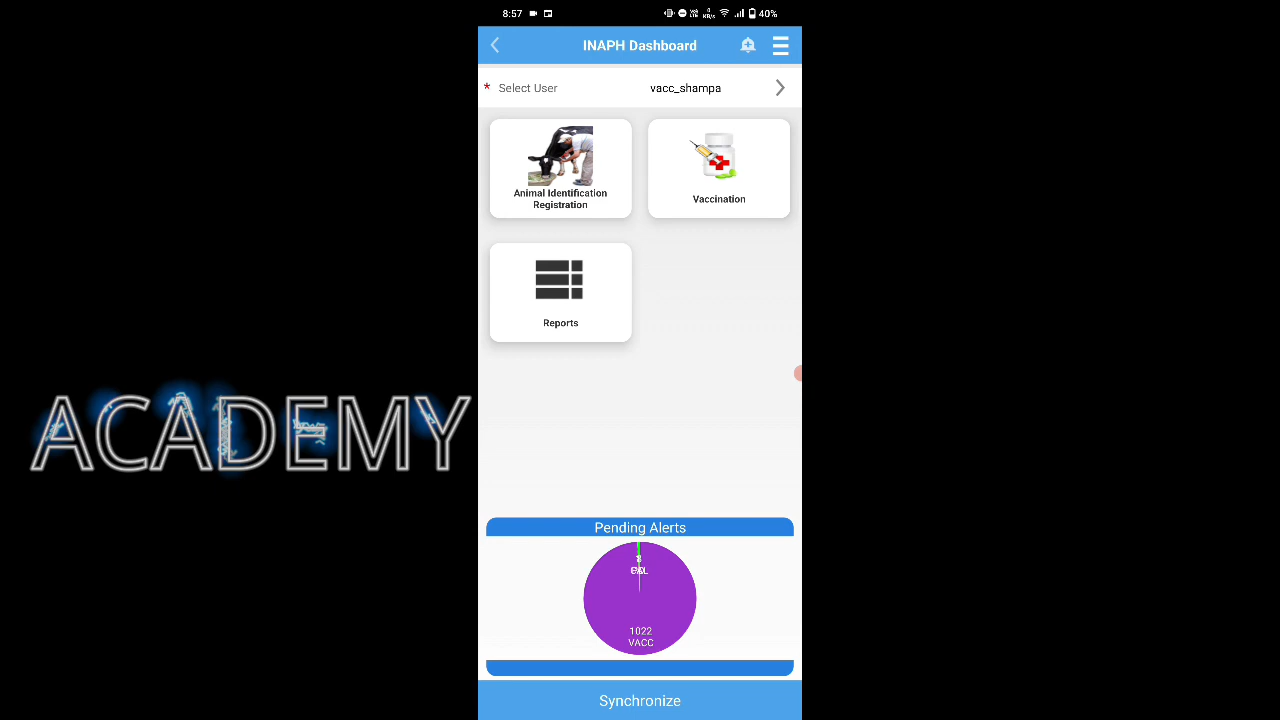 8:57
40%
INAPH Dashboard
* Select User vacc_shampa
Animal Identification
Registration
Vaccination
Reports
ACADEMY
Pending Alerts
1022
VACC
Synchronize